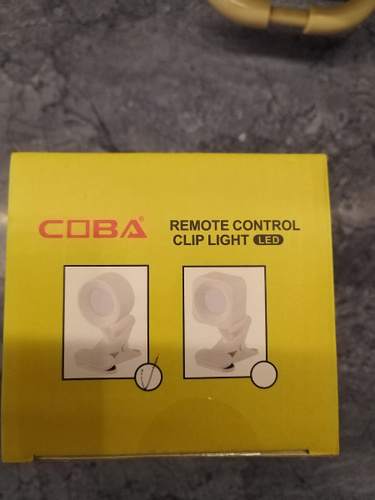 COBA®
REMOTE CONTROL
CLIP LIGHT LED